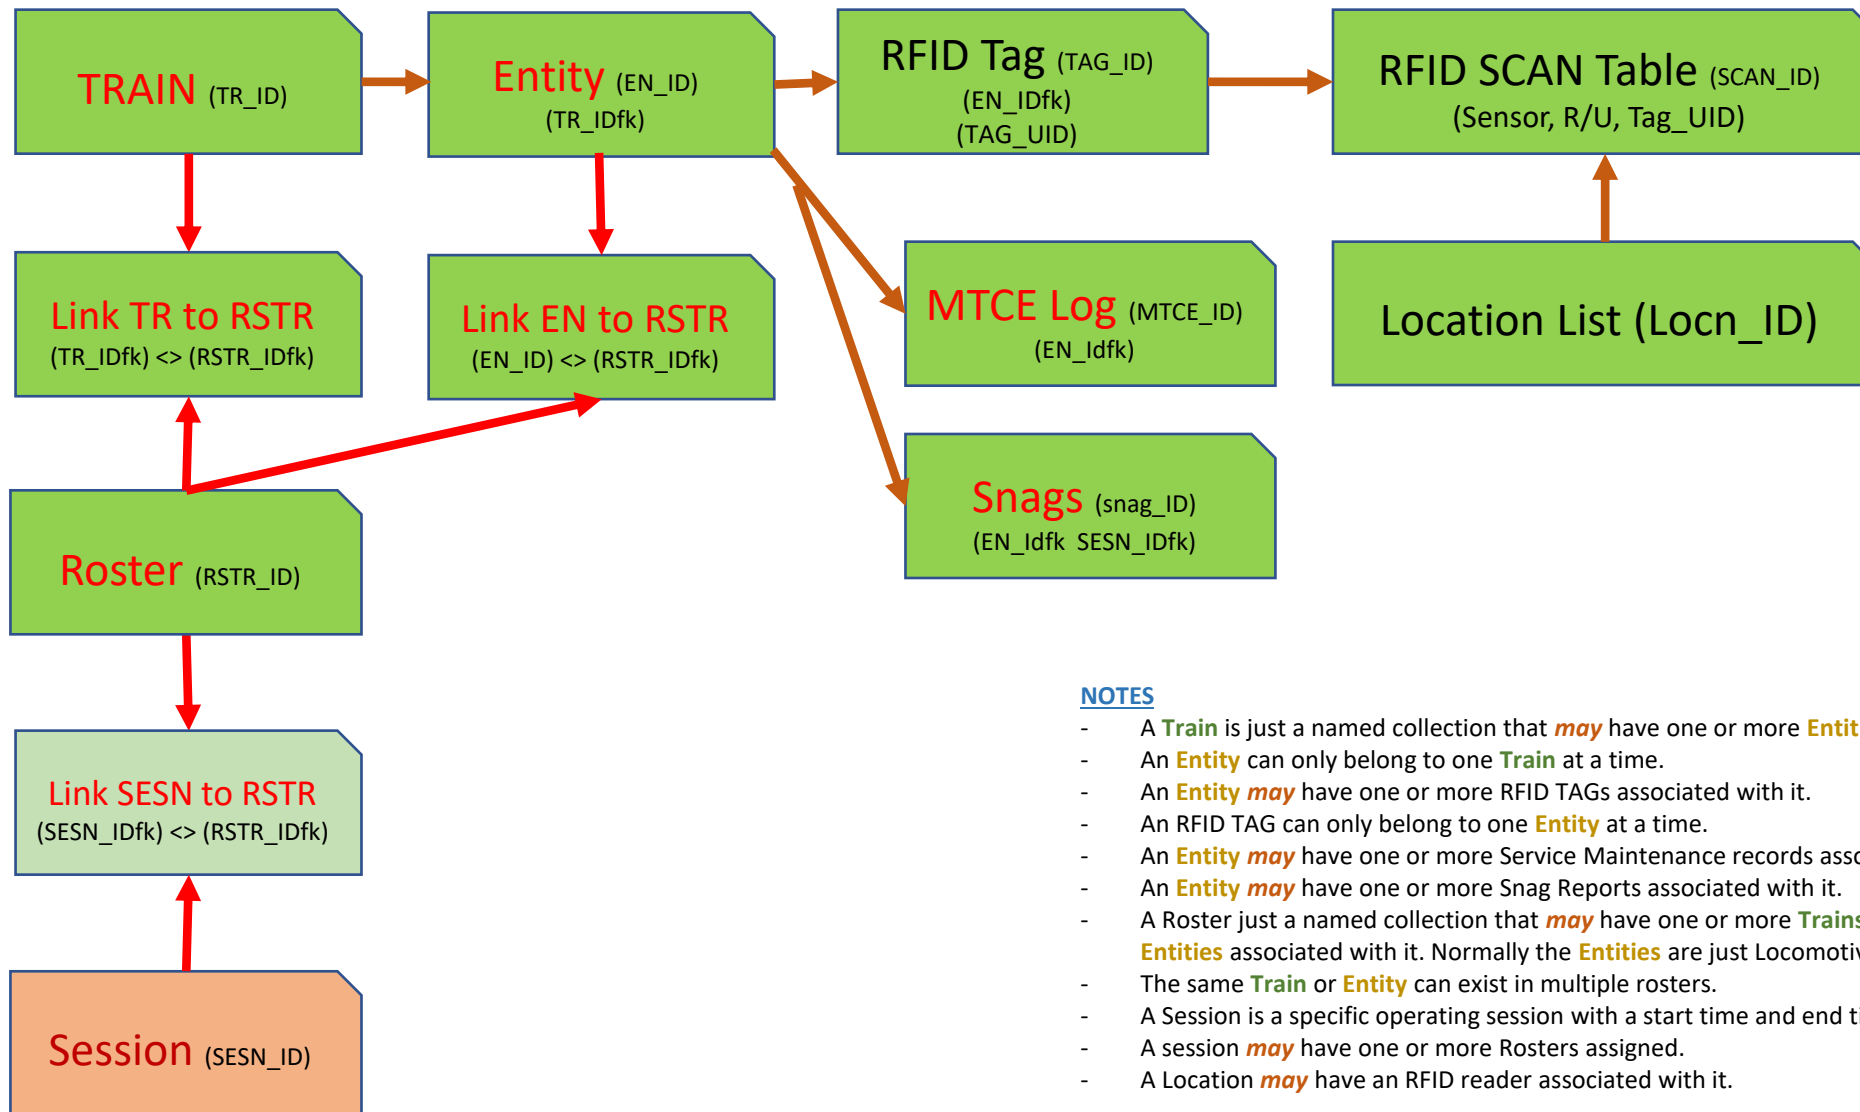 TRAIN (TR_ID)
Entity (EN_ID)
(TR_IDfk)
RFID Tag (TAG_ID)
(EN_IDfk)
(TAG_UID)
RFID SCAN Table (SCAN_ID)
(Sensor, R/U, Tag_UID)
Link TR to RSTR
(TR_IDfk) <> (RSTR_IDfk)
Link EN to RSTR
(EN_ID) <> (RSTR_IDfk)
MTCE Log (MTCE_ID)
(EN_Idfk)
Location List (Locn_ID)
Snags (snag_ID)
(EN_Idfk SESN_IDfk)
Roster (RSTR_ID)
Link SESN to RSTR
(SESN_IDfk) <> (RSTR_IDfk)
Session (SESN_ID)
NOTES
- A Train is just a named collection that may have one or more Entit
- An Entity can only belong to one Train at a time.
- An Entity may have one or more RFID TAGs associated with it.
- An RFID TAG can only belong to one Entity at a time.
- An Entity may have one or more Service Maintenance records asso
- An Entity may have one or more Snag Reports associated with it.
- A Roster just a named collection that may have one or more Trains
Entities associated with it. Normally the Entities are just Locomotiv
- The same Train or Entity can exist in multiple rosters.
- A Session is a specific operating session with a start time and end ti
- A session may have one or more Rosters assigned.
- A Location may have an RFID reader associated with it.